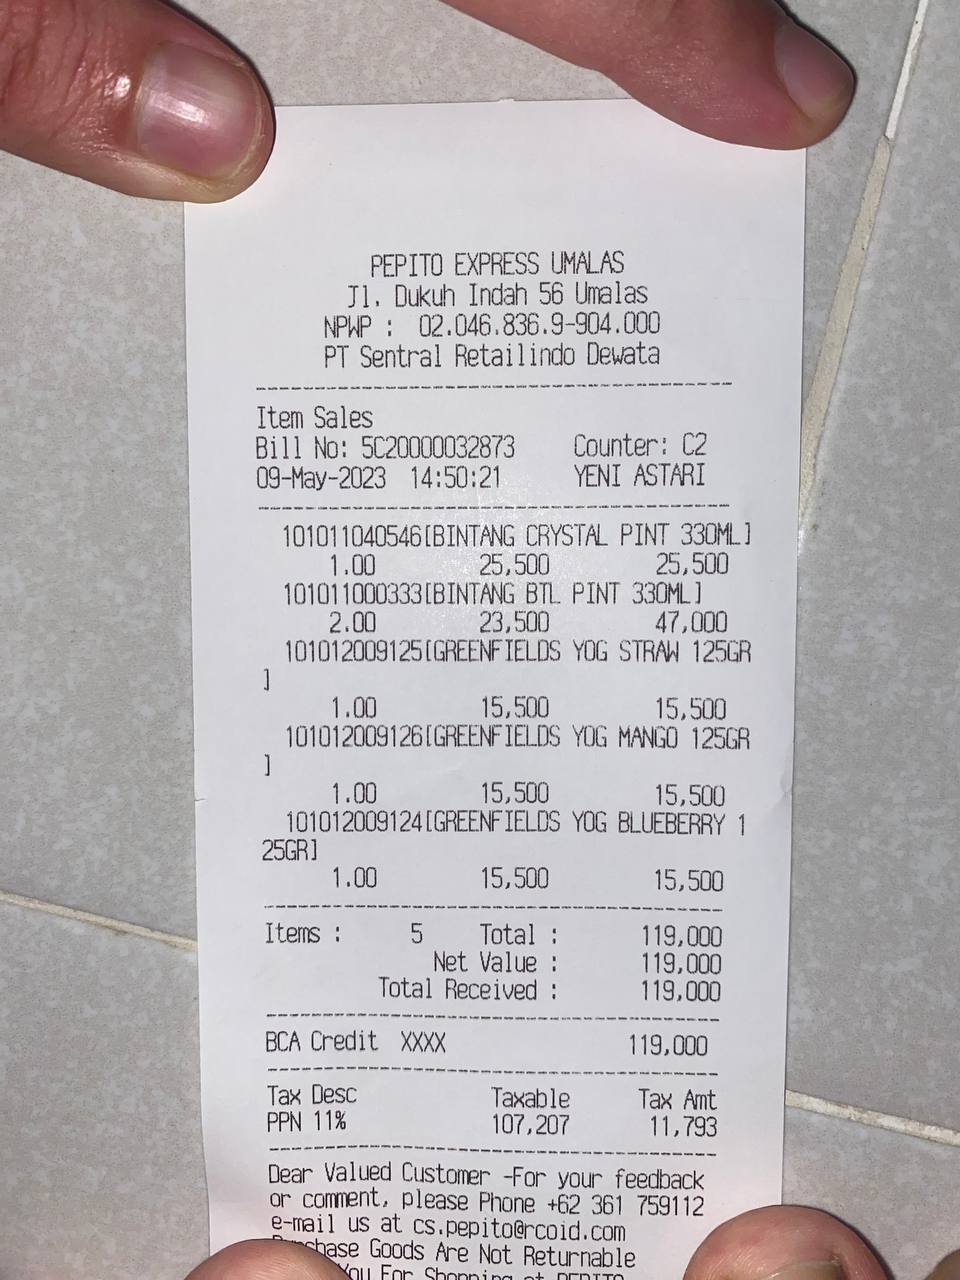 PEPITO EXPRESS UMALAS
Jl. Dukuh Indah 56 Umalas
NPWP : 02.046.836.9-904.000
PT Sentral Retailindo Dewata
Item Sales
Bill No: 5C20000032873 Counter: C2
09-May-2023 14:50:21 YENI ASTARI
101011040546[BINTANG CRYSTAL PINT 330ML]
1.00 25,500 25,500
101011000333[BINTANG BTL PINT 330ML]
2.00 23,500 47,000
101012009125[GREENFIELDS YOG STRAW 125GR
]
1.00 15,500 15,500
101012009126[GREENFIELDS YOG MANGO 125GR
]
1.00 15,500 15,500
101012009124[GREENFIELDS YOG BLUEBERRY 1
25GR]
1.00 15,500 15,500
Items : 5 Total : 119,000
Net Value : 119,000
Total Received : 119,000
BCA Credit XXXX 119,000
Tax Desc Taxable Tax Amt
PPN 11% 107,207 11,793
Dear Valued Customer -For your feedback
or comment, please Phone +62 361 759112
e-mail us at cs.pepito@rcoid.com
Goods Are Not Returnable
You For Shopping at PEPITO